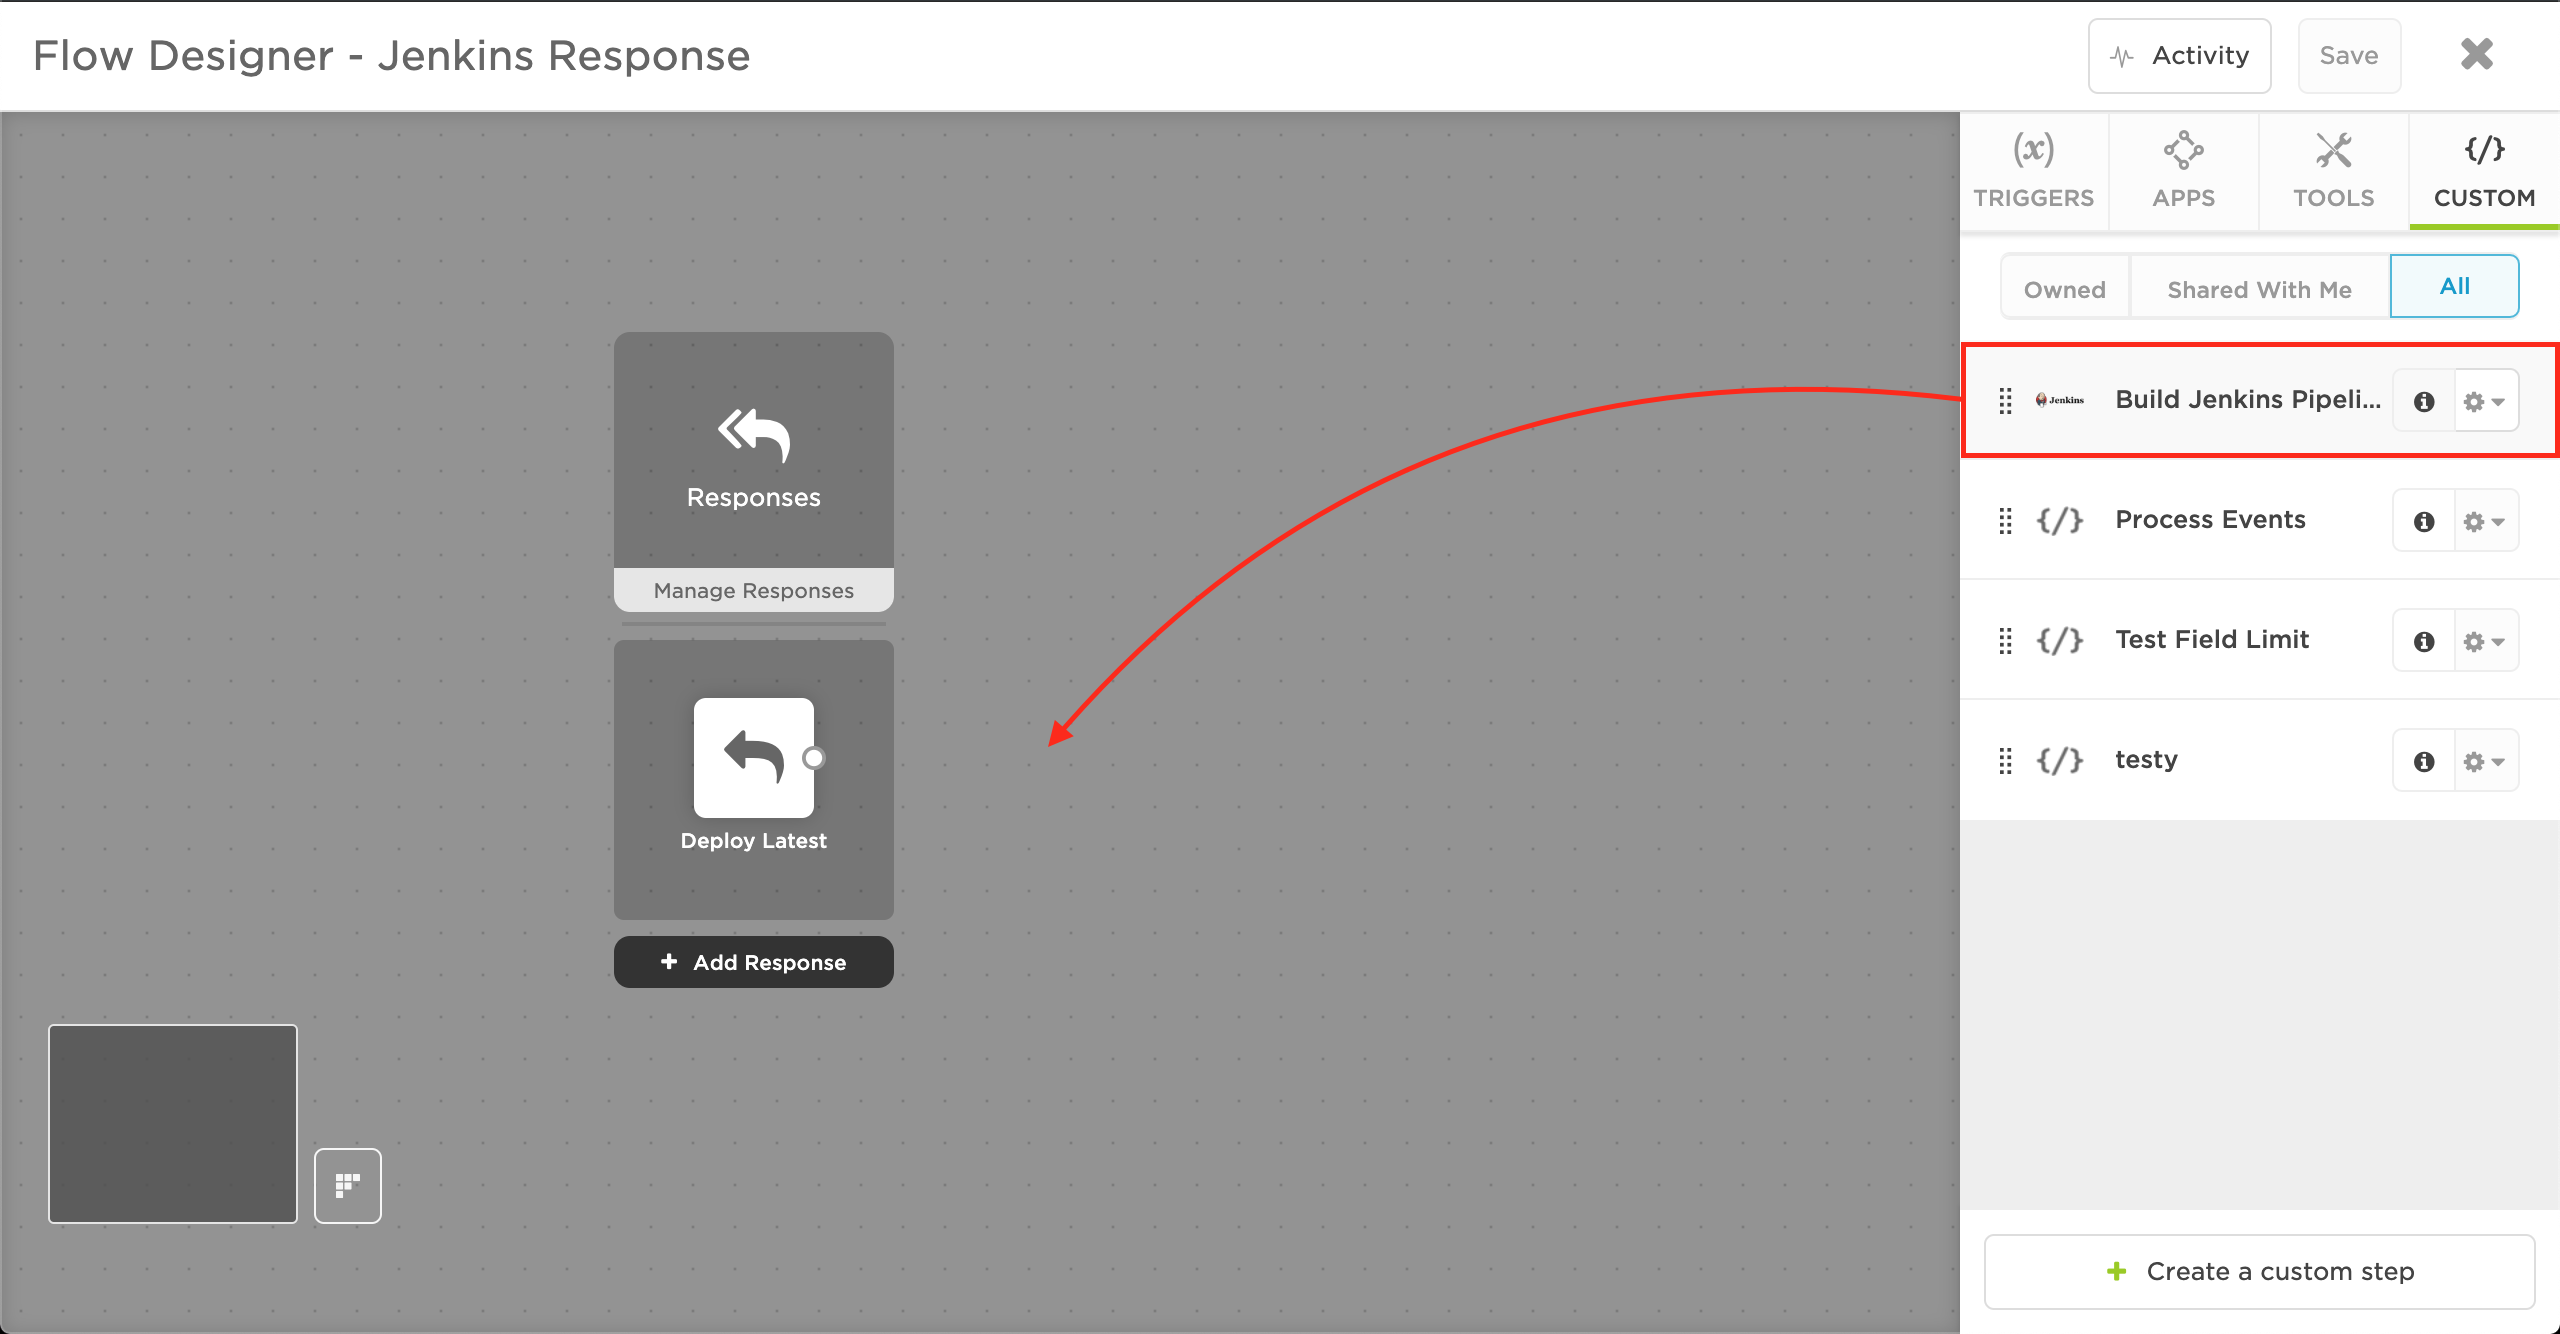 Flow Designer - Jenkins Response
Activity
Save
(x)
TRIGGERS
APPS
TOOLS
{/}
CUSTOM
Owned
Shared With Me
All
Jenkins
Build Jenkins Pipeli...
{/}
Process Events
{/}
Test Field Limit
{/}
testy
Responses
Manage Responses
Deploy Latest
+ Add Response
+ Create a custom step